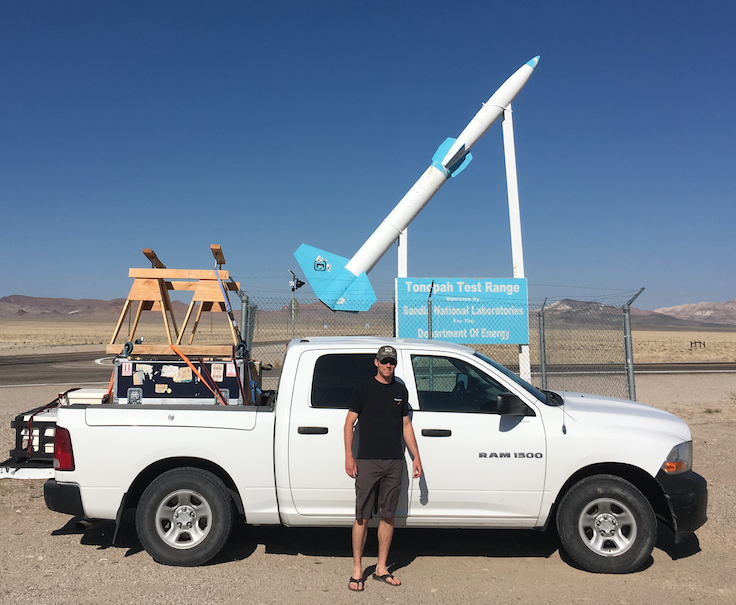 Tonopah Test Range
Operated By
Sandia National Laboratories
For The
Department Of Energy
RAM 1500